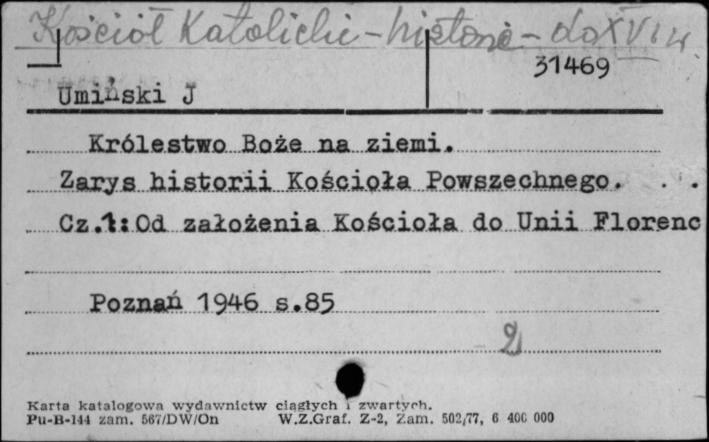 Kościół Katolicki - historia - do XVI w.
31469
Umiński J
Królestwo Boże na ziemi.
Zarys historii Kościoła Powszechnego. . .
Cz.1:Od założenia Kościoła do Unii Florenc
Poznań 1946 s.85
2
Karta katalogowa wydawnictw ciągłych i zwartych.
Pu-B-144 zam. 567/DW/On W.Z.Graf. Z-2, Zam. 502/77, 6 400 000